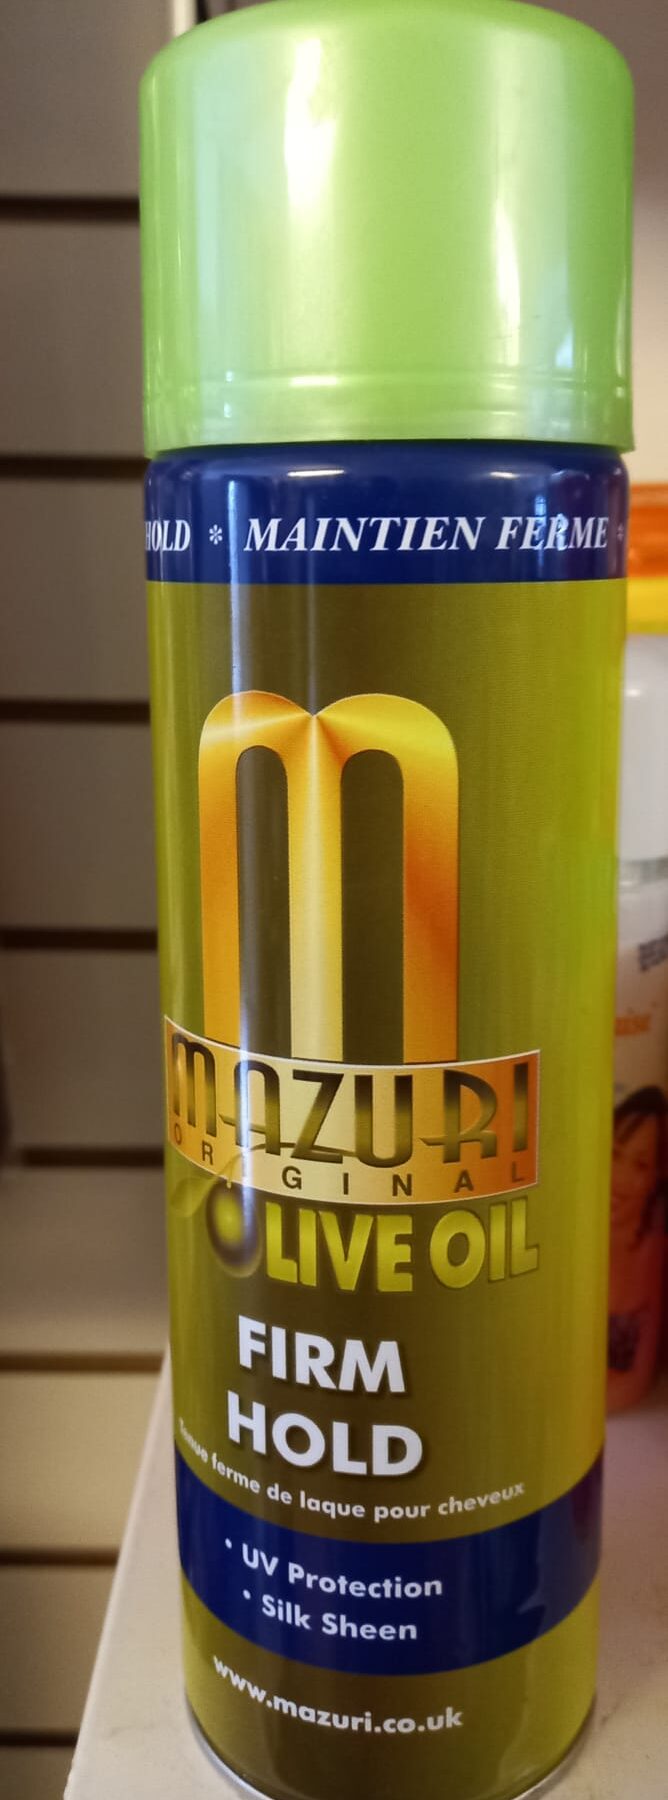 HOLD * MAINTIEN FERME *
m
MAZURI
ORIGINAL
OLIVE OIL
FIRM
HOLD
Tenue ferme de laque pour cheveux
• UV Protection
• Silk Sheen
www.mazuri.co.uk